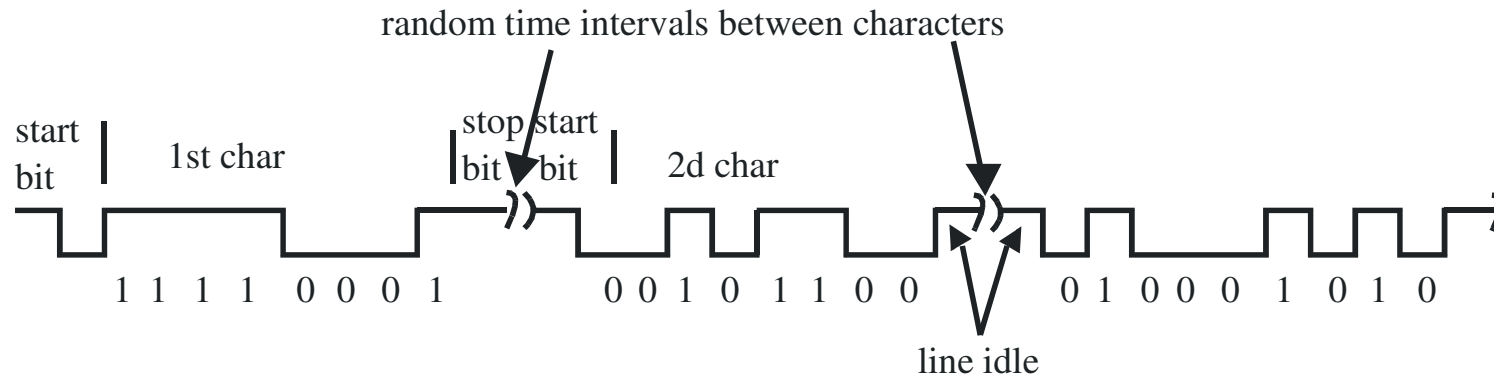 random time intervals between characters
start
bit
1st char
stop start
bit bit
2d char
1 1 1 1 0 0 0 1 0 0 1 0 1 1 0 0 0 1 0 0 0 1 0 1 0
line idle